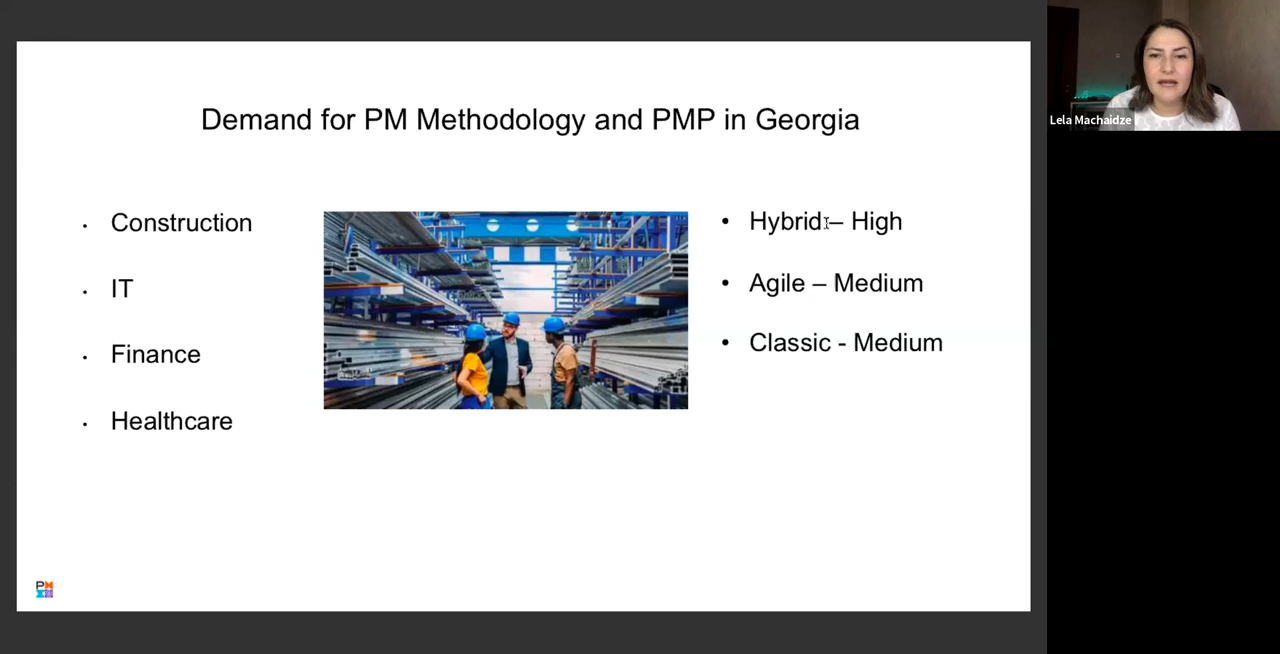 Demand for PM Methodology and PMP in Georgia
Construction
IT
Finance
Healthcare
Hybrid – High
Agile – Medium
Classic - Medium
Lela Machaidze